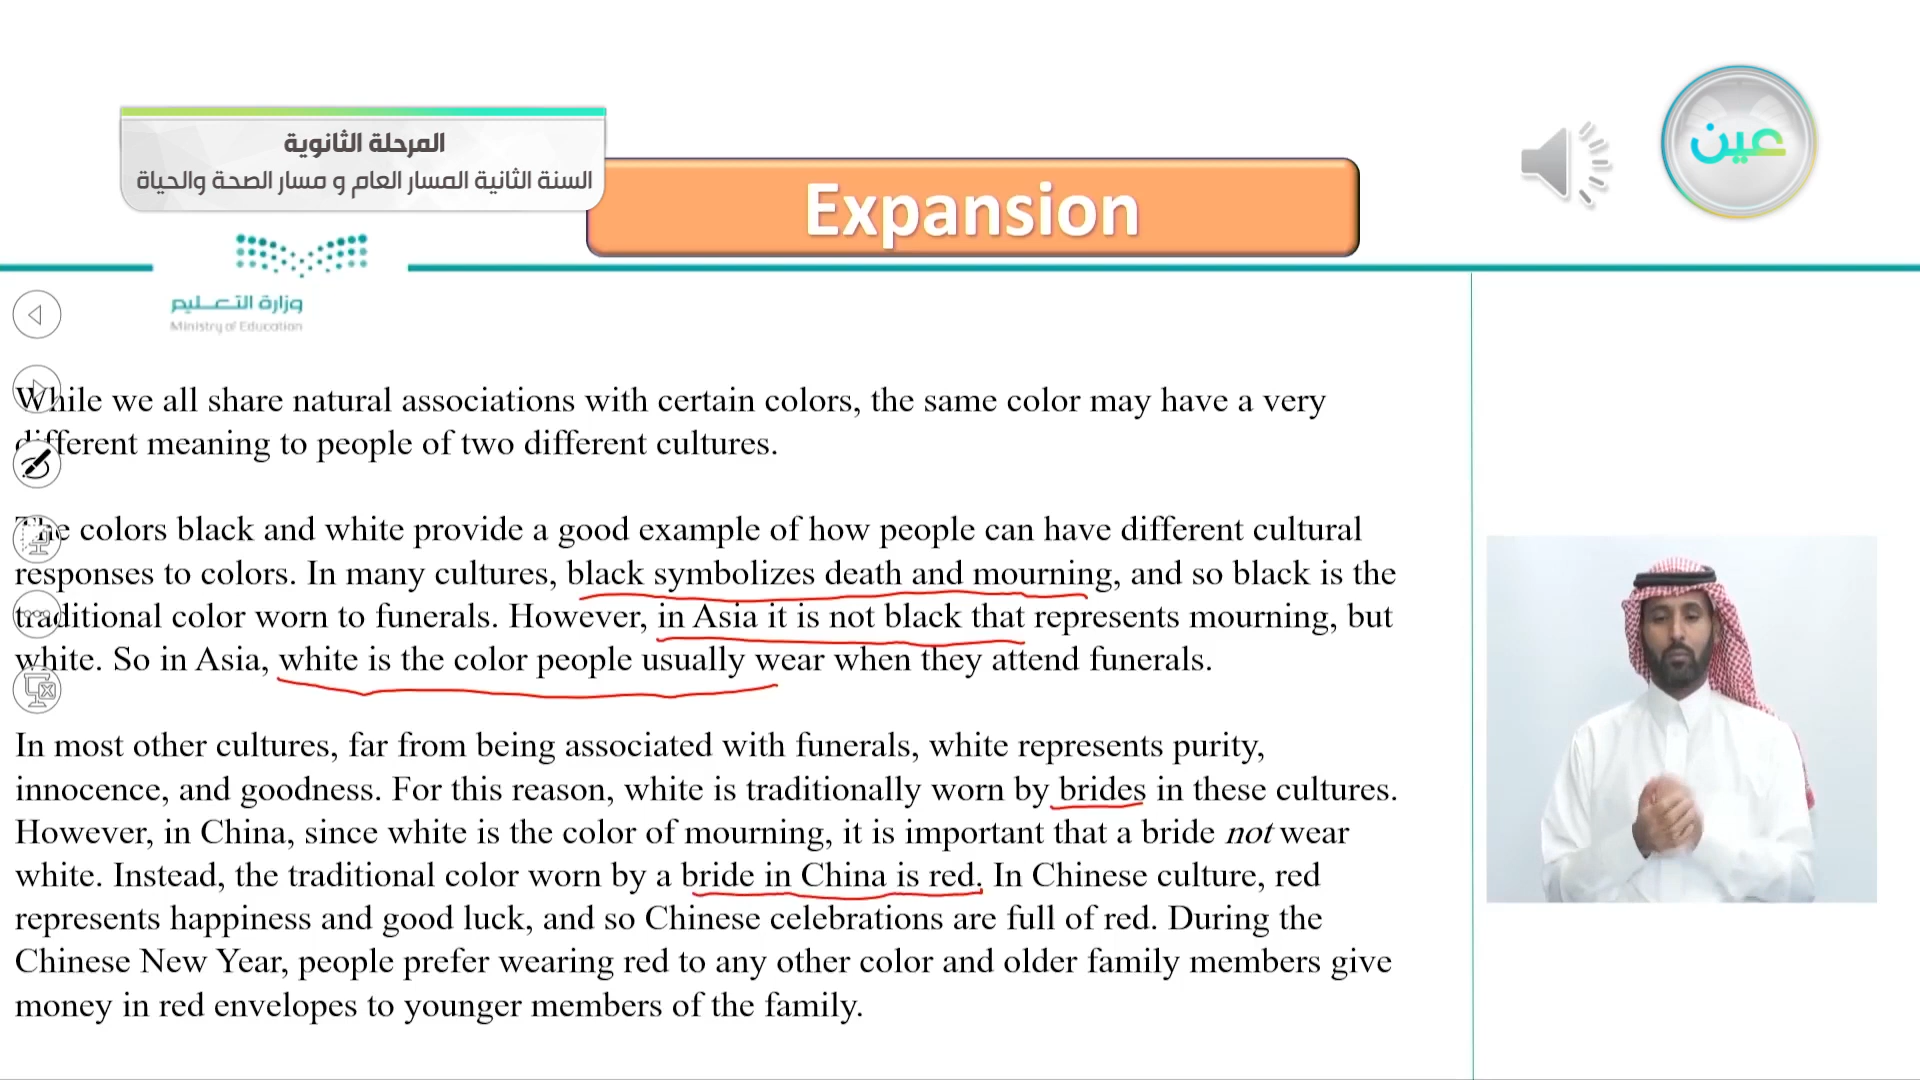 المرحلة الثانوية
السنة الثانية المسار العام و مسار الصحة والحياة
Expansion
عين
وزارة التعليم
Ministry of Education
While we all share natural associations with certain colors, the same color may have a very
different meaning to people of two different cultures.
The colors black and white provide a good example of how people can have different cultural
responses to colors. In many cultures, black symbolizes death and mourning, and so black is the
traditional color worn to funerals. However, in Asia it is not black that represents mourning, but
white. So in Asia, white is the color people usually wear when they attend funerals.
In most other cultures, far from being associated with funerals, white represents purity,
innocence, and goodness. For this reason, white is traditionally worn by brides in these cultures.
However, in China, since white is the color of mourning, it is important that a bride not wear
white. Instead, the traditional color worn by a bride in China is red. In Chinese culture, red
represents happiness and good luck, and so Chinese celebrations are full of red. During the
Chinese New Year, people prefer wearing red to any other color and older family members give
money in red envelopes to younger members of the family.